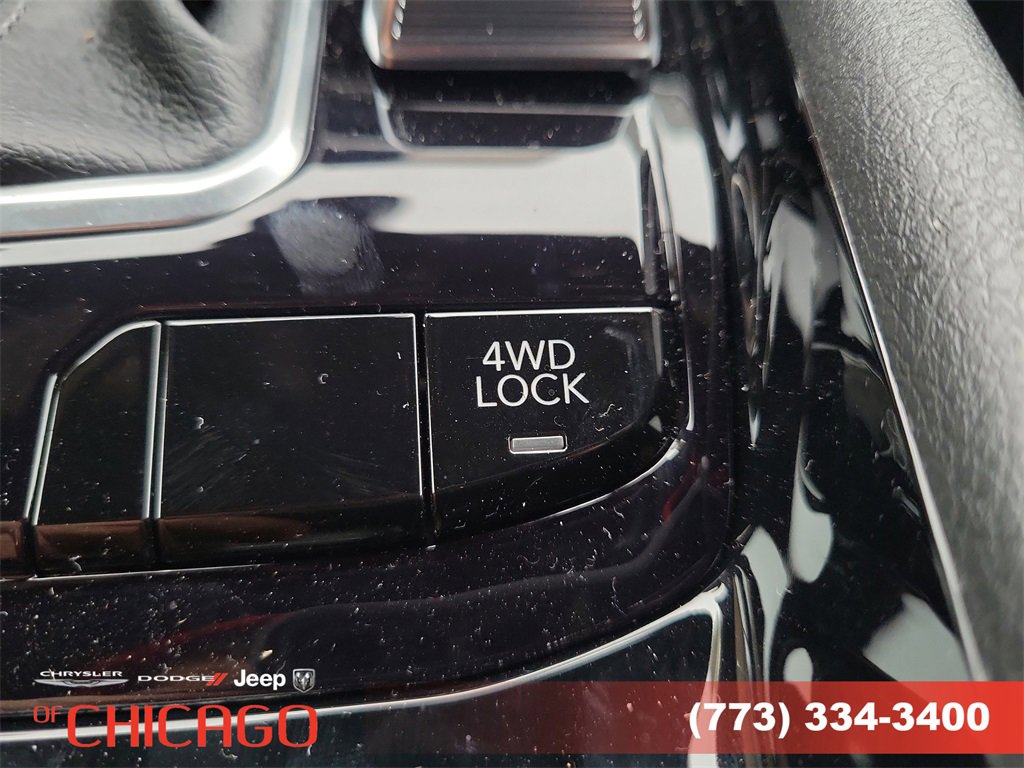 4WD
LOCK
CHRYSLER DODGE Jeep
OF CHICAGO
(773) 334-3400